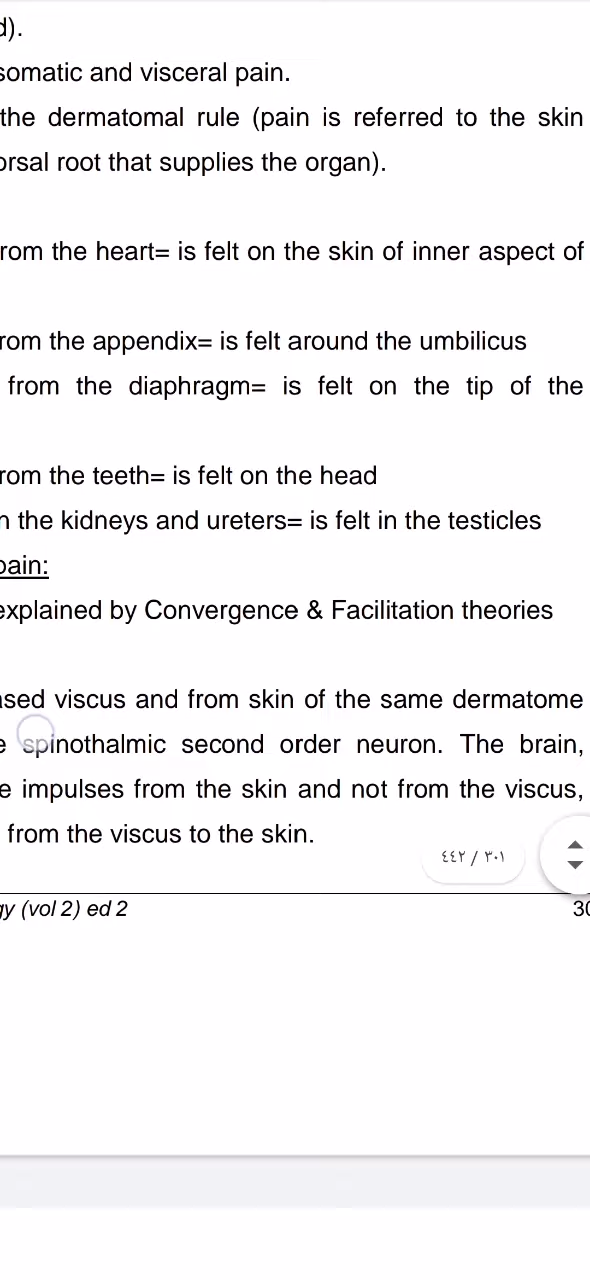 d).
somatic and visceral pain.
the dermatomal rule (pain is referred to the skin
orsal root that supplies the organ).
rom the heart= is felt on the skin of inner aspect of
rom the appendix= is felt around the umbilicus
from the diaphragm= is felt on the tip of the
rom the teeth= is felt on the head
n the kidneys and ureters= is felt in the testicles
pain:
explained by Convergence & Facilitation theories
ased viscus and from skin of the same dermatome
e spinothalmic second order neuron. The brain,
e impulses from the skin and not from the viscus,
from the viscus to the skin.
٤٤٢ / ٣٠١
gy (vol 2) ed 2
30